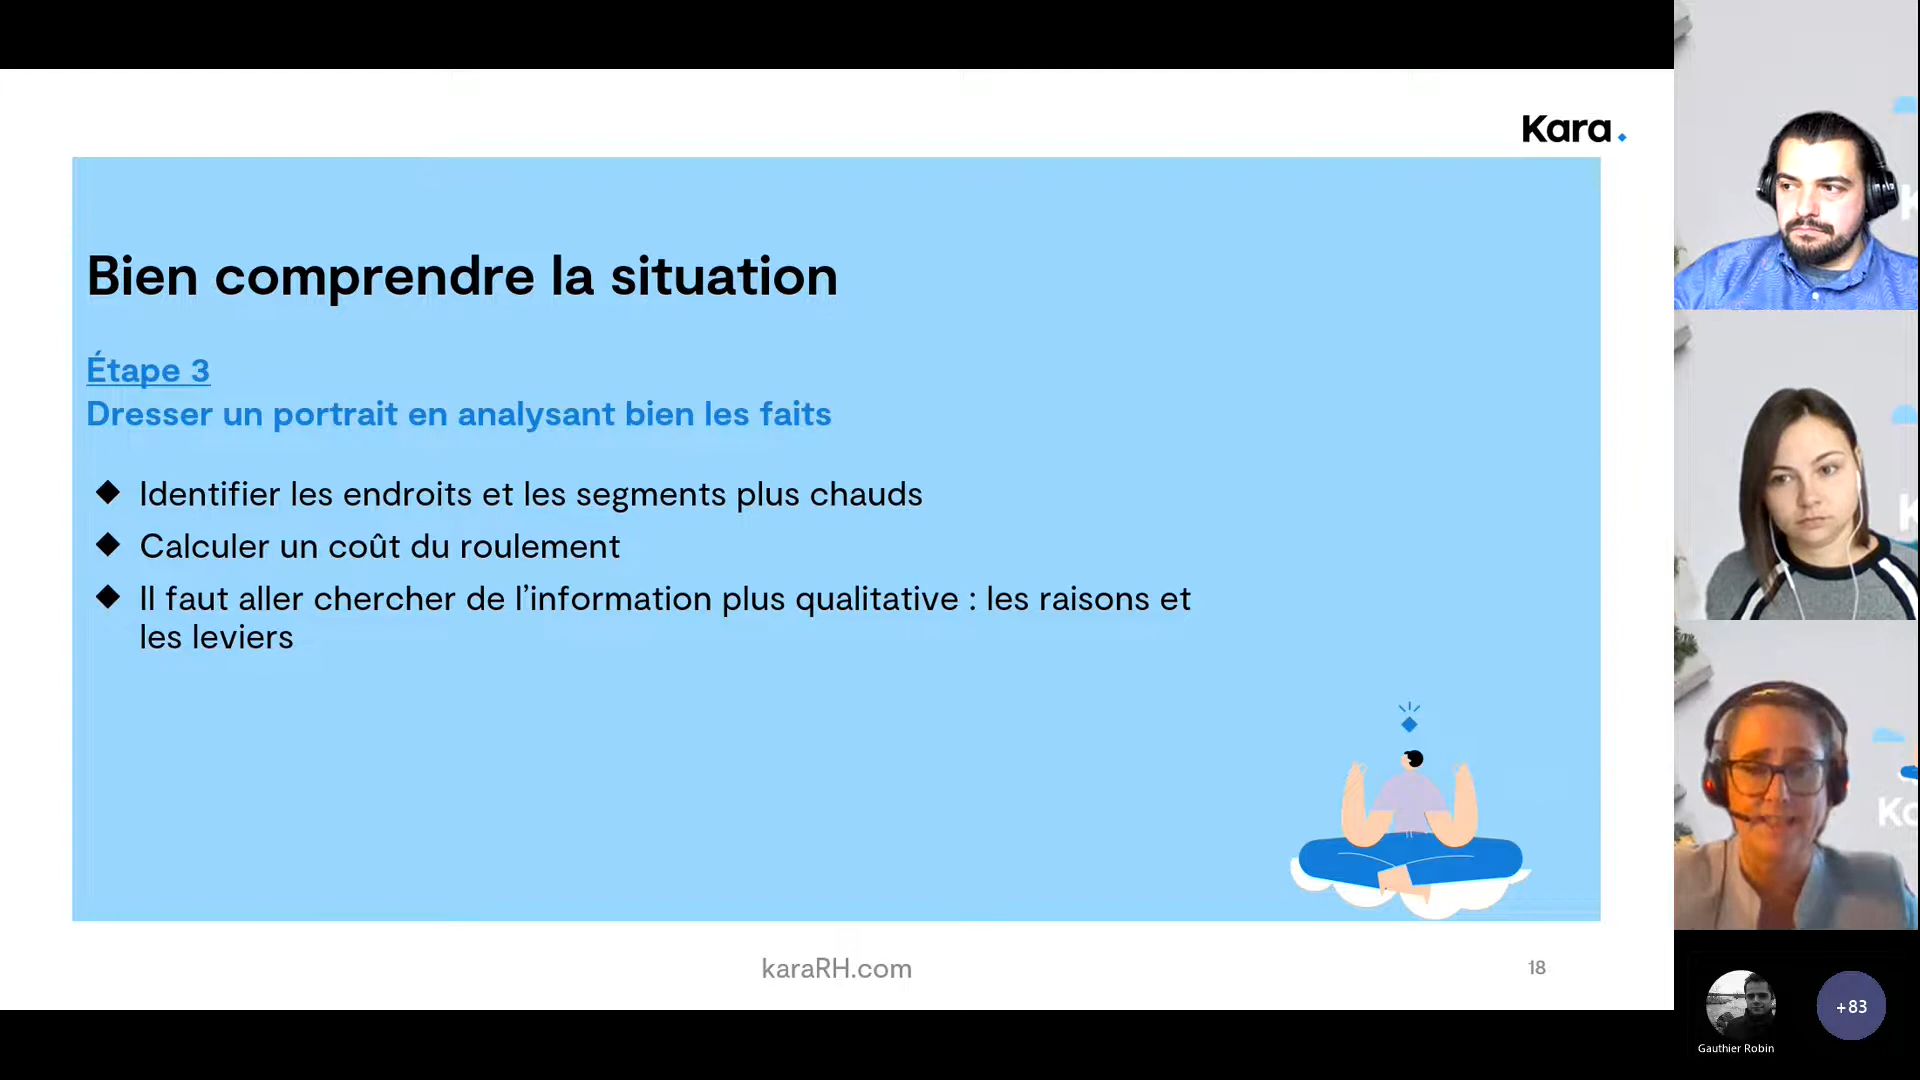 Kara
Bien comprendre la situation
Étape 3
Dresser un portrait en analysant bien les faits
Identifier les endroits et les segments plus chauds
Calculer un coût du roulement
Il faut aller chercher de l’information plus qualitative : les raisons et
les leviers
karaRH.com
18
K
K
Ka
+83
Gauthier Robin